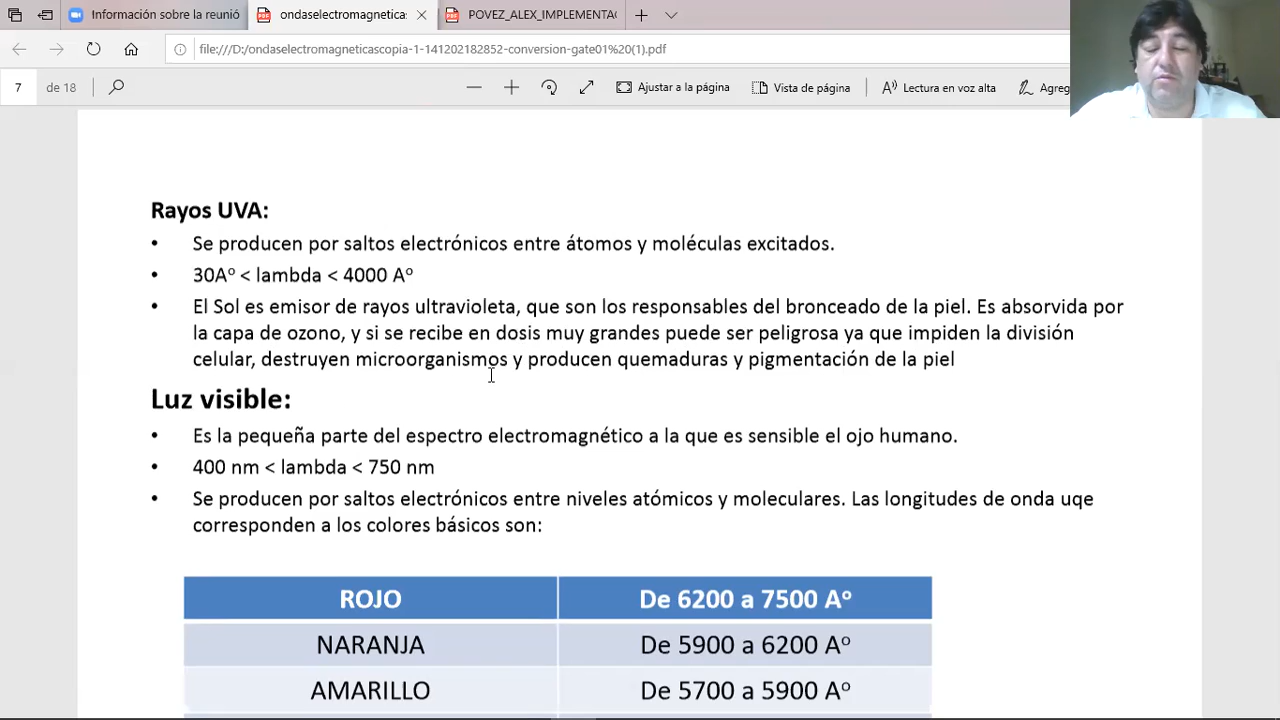 Información sobre la reunió
ondaselectromagnetica:
POVEZ_ALEX_IMPLEMENTAC
file:///D:/ondaselectromagneticascopia-1-141202182852-conversion-gate01%20(1).pdf
7 de 18
Ajustar a la página
Vista de página
Lectura en voz alta
Agreg
Rayos UVA:
• Se producen por saltos electrónicos entre átomos y moléculas excitados.
• 30Aº < lambda < 4000 Aº
• El Sol es emisor de rayos ultravioleta, que son los responsables del bronceado de la piel. Es absorvida por
la capa de ozono, y si se recibe en dosis muy grandes puede ser peligrosa ya que impiden la división
celular, destruyen microorganismos y producen quemaduras y pigmentación de la piel
Luz visible:
• Es la pequeña parte del espectro electromagnético a la que es sensible el ojo humano.
• 400 nm < lambda < 750 nm
• Se producen por saltos electrónicos entre niveles atómicos y moleculares. Las longitudes de onda uqe
corresponden a los colores básicos son:
ROJO De 6200 a 7500 Aº
NARANJA De 5900 a 6200 Aº
AMARILLO De 5700 a 5900 Aº